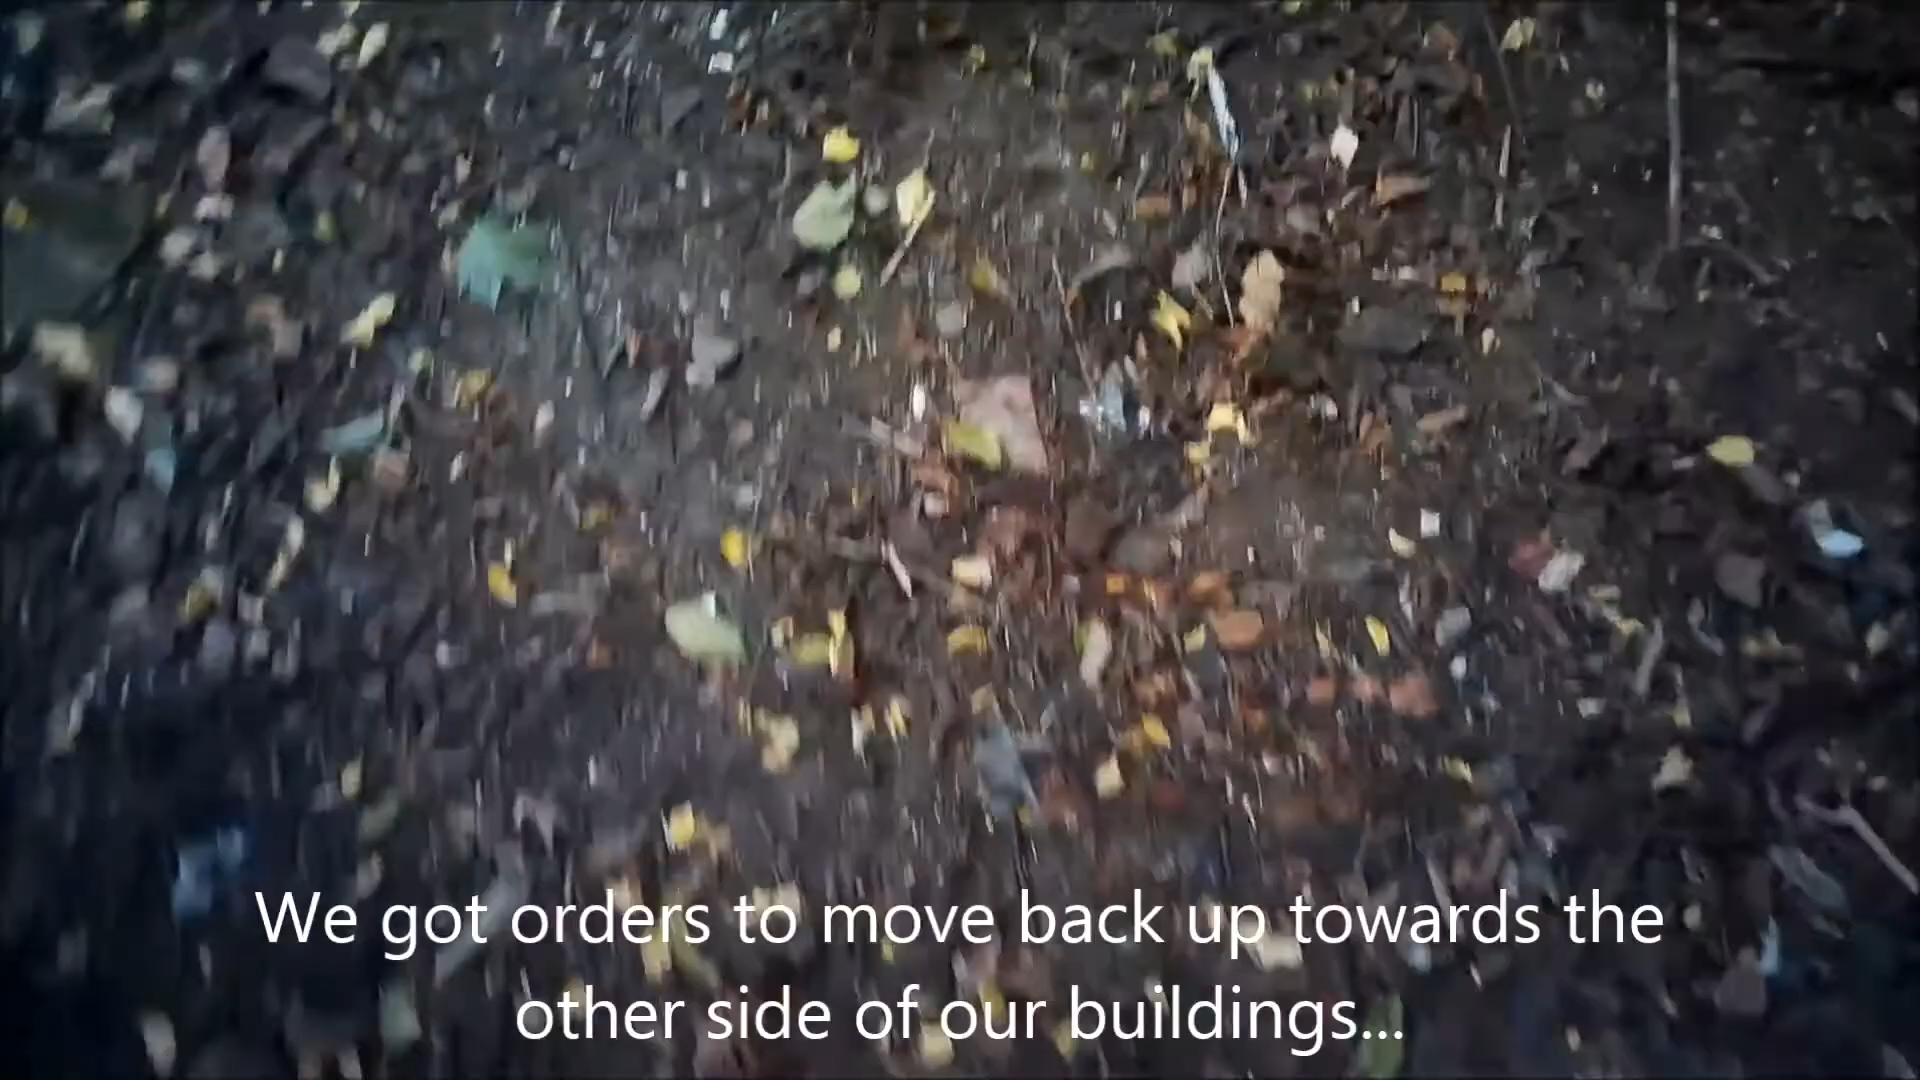 We got orders to move back up towards the
other side of our buildings...